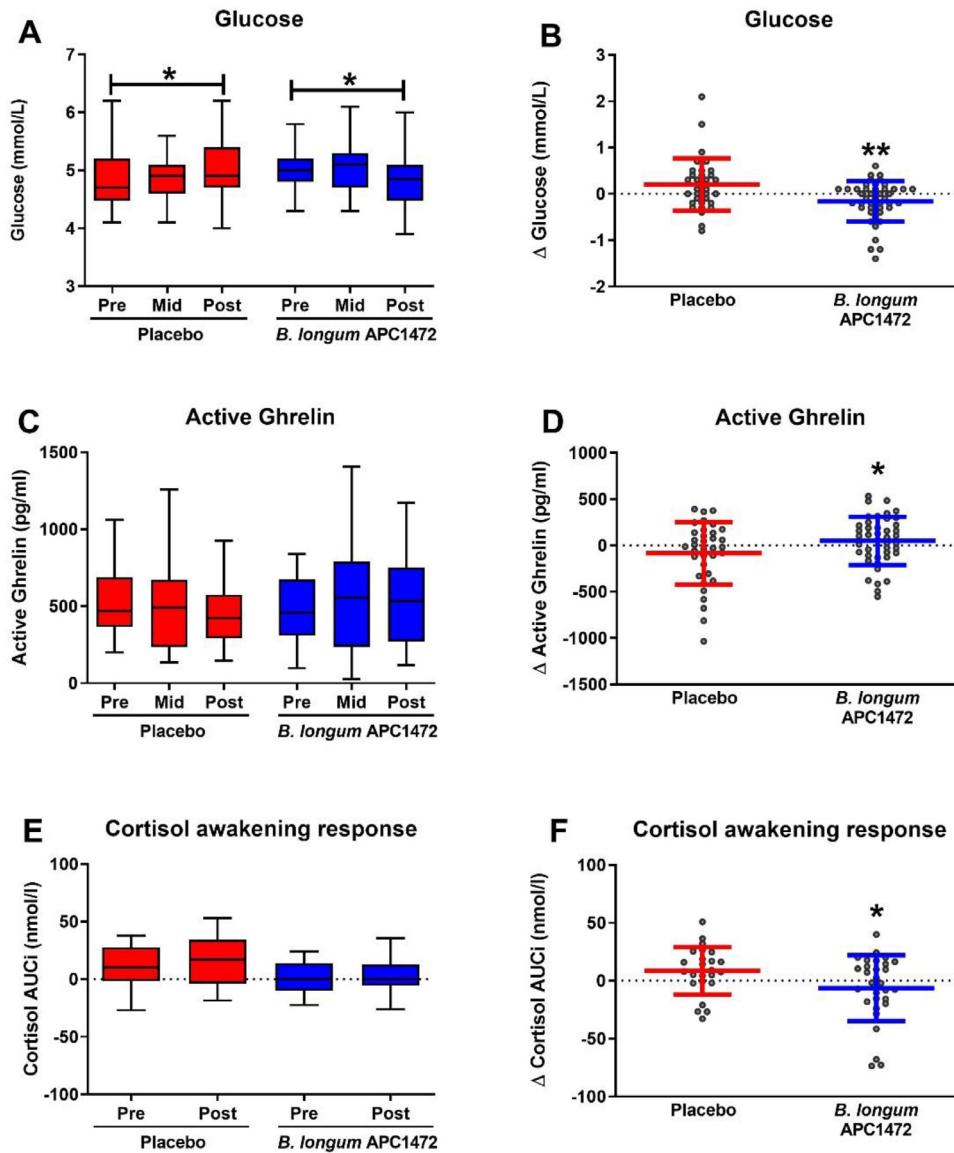 A
Glucose
Glucose (mmol/L)
7
6
5
4
3
*
*
Pre Mid Post Pre Mid Post
Placebo B. longum APC1472
B
Glucose
Δ Glucose (mmol/L)
3
2
1
0
-1
-2
**
Placebo B. longum
APC1472
C
Active Ghrelin
Active Ghrelin (pg/ml)
1500
1000
500
0
Pre Mid Post Pre Mid Post
Placebo B. longum APC1472
D
Active Ghrelin
Δ Active Ghrelin (pg/ml)
1000
500
0
-500
-1000
-1500
*
Placebo B. longum
APC1472
E
Cortisol awakening response
Cortisol AUCi (nmol/l)
100
50
0
-50
-100
Pre Post Pre Post
Placebo B. longum APC1472
F
Cortisol awakening response
Δ Cortisol AUCi (nmol/l)
100
50
0
-50
-100
*
Placebo B. longum
APC1472